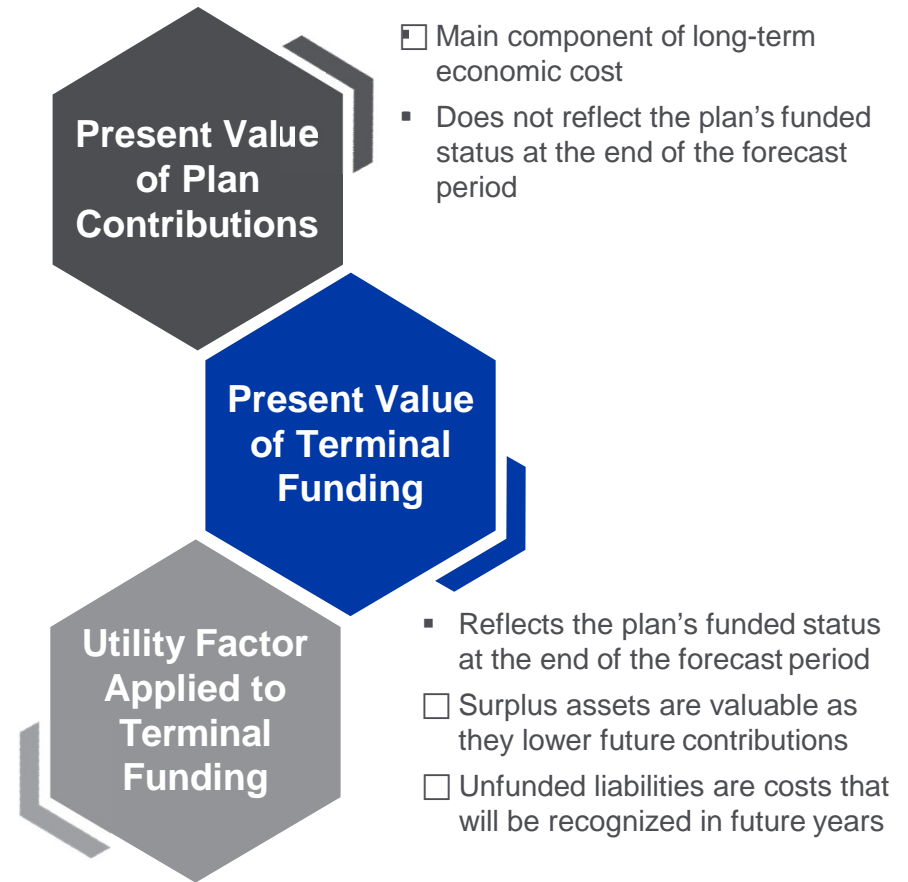 Present Value
of Plan
Contributions
▪ Main component of long-term
economic cost
▪ Does not reflect the plan's funded
status at the end of the forecast
period
Present Value
of Terminal
Funding
Utility Factor
Applied to
Terminal
Funding
▪ Reflects the plan's funded status
at the end of the forecast period
□ Surplus assets are valuable as
they lower future contributions
□ Unfunded liabilities are costs that
will be recognized in future years